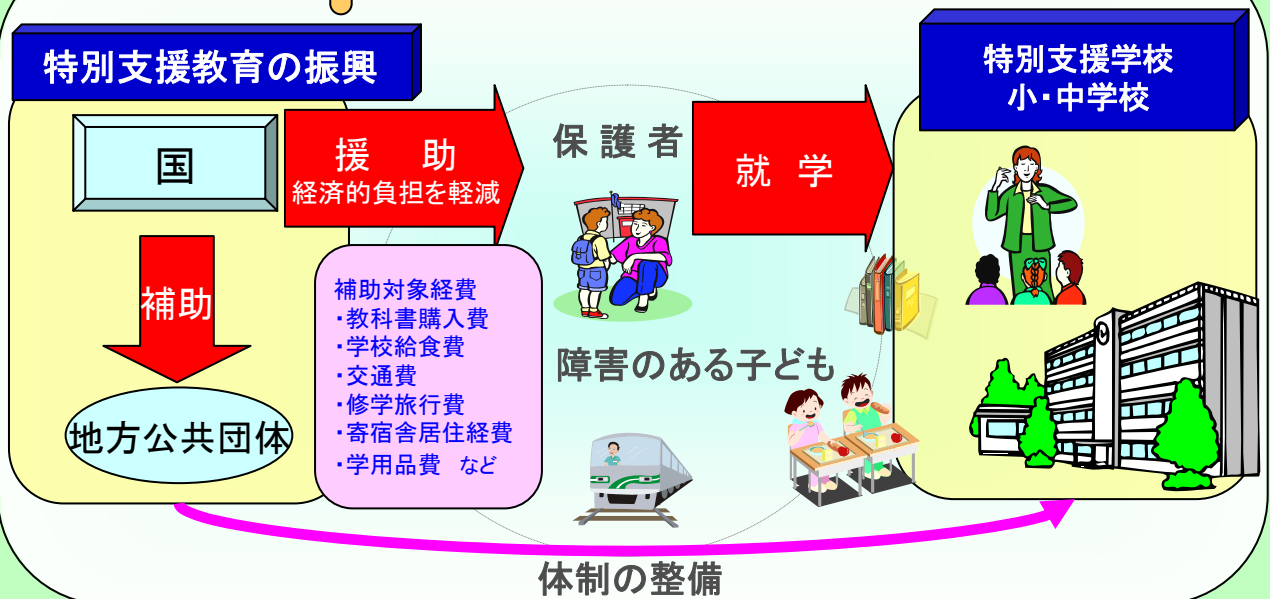 特別支援教育の振興
国
援 助
経済的負担を軽減
補助
地方公共団体
補助対象経費
・教科書購入費
・学校給食費
・交通費
・修学旅行費
・寄宿舎居住経費
・学用品費 など
保護者
障害のある子ども
就 学
特別支援学校
小・中学校
体制の整備